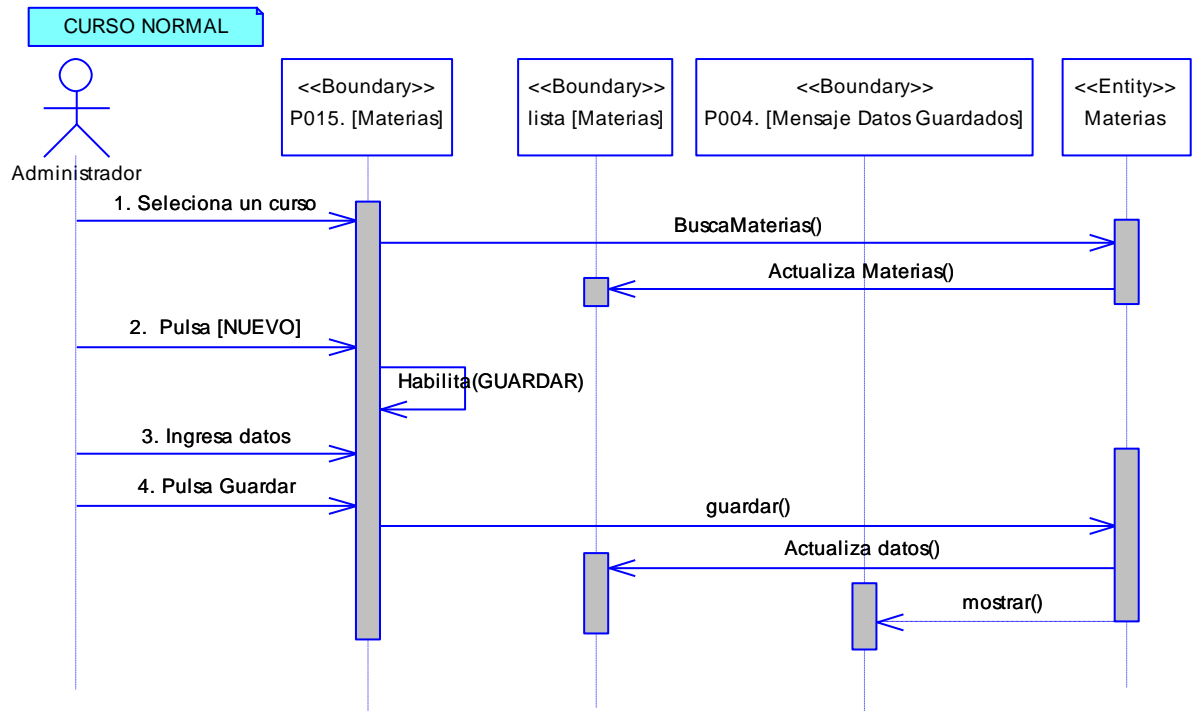 CURSO NORMAL
<<Boundary>>
P015. [Materias]
<<Boundary>>
lista [Materias]
<<Boundary>>
P004. [Mensaje Datos Guardados]
<<Entity>>
Materias
Administrador
1. Seleciona un curso
BuscaMaterias()
Actualiza Materias()
2.  Pulsa [NUEVO]
Habilita(GUARDAR)
3. Ingresa datos
4. Pulsa Guardar
guardar()
Actualiza datos()
mostrar()